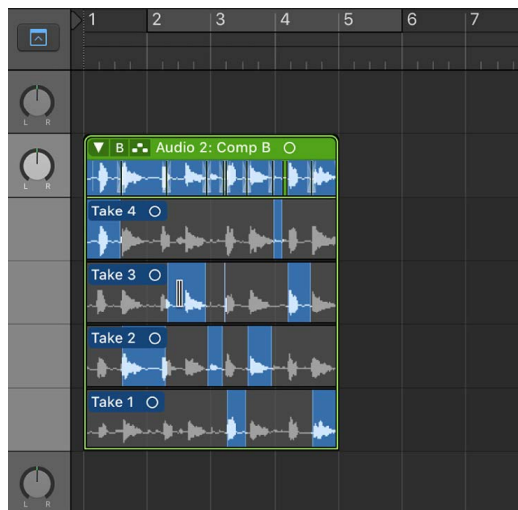 1 2 3 4 5 6 7
B Audio 2: Comp B
Take 4
Take 3
Take 2
Take 1
L R
L R
L R